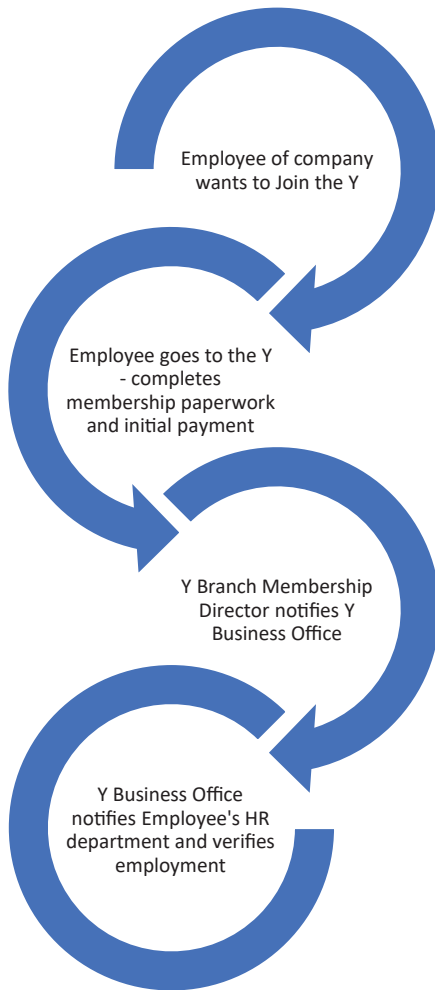 Employee of company
wants to Join the Y
Employee goes to the Y
- completes
membership paperwork
and initial payment
Y Branch Membership
Director notifies Y
Business Office
Y Business Office
notifies Employee's HR
department and verifies
employment